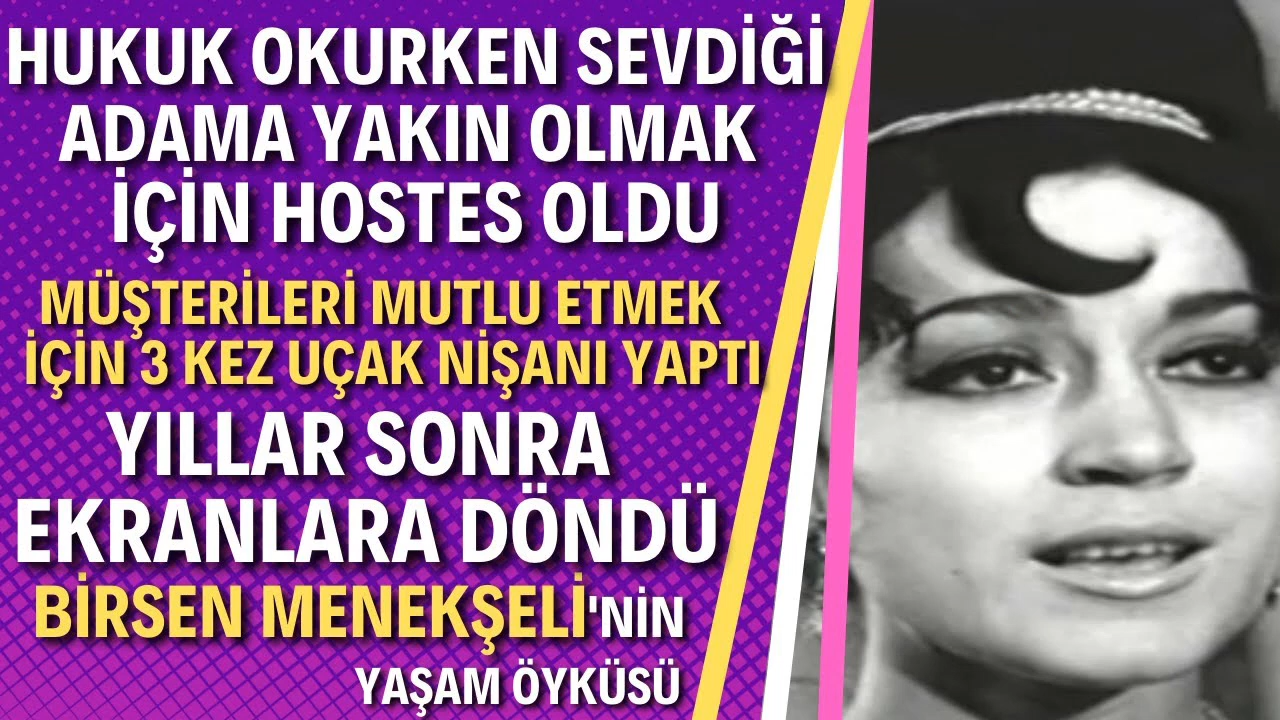 HUKUK OKURKEN SEVDİĞİ
ADAMA YAKIN OLMAK
İÇİN HOSTES OLDU
MÜŞTERİLERİ MUTLU ETMEK
İÇİN 3 KEZ UÇAK NİŞANI YAPTI
YILLAR SONRA
EKRANLARA DÖNDÜ
BİRSEN MENEKŞELİ'NİN
YAŞAM ÖYKÜSÜ